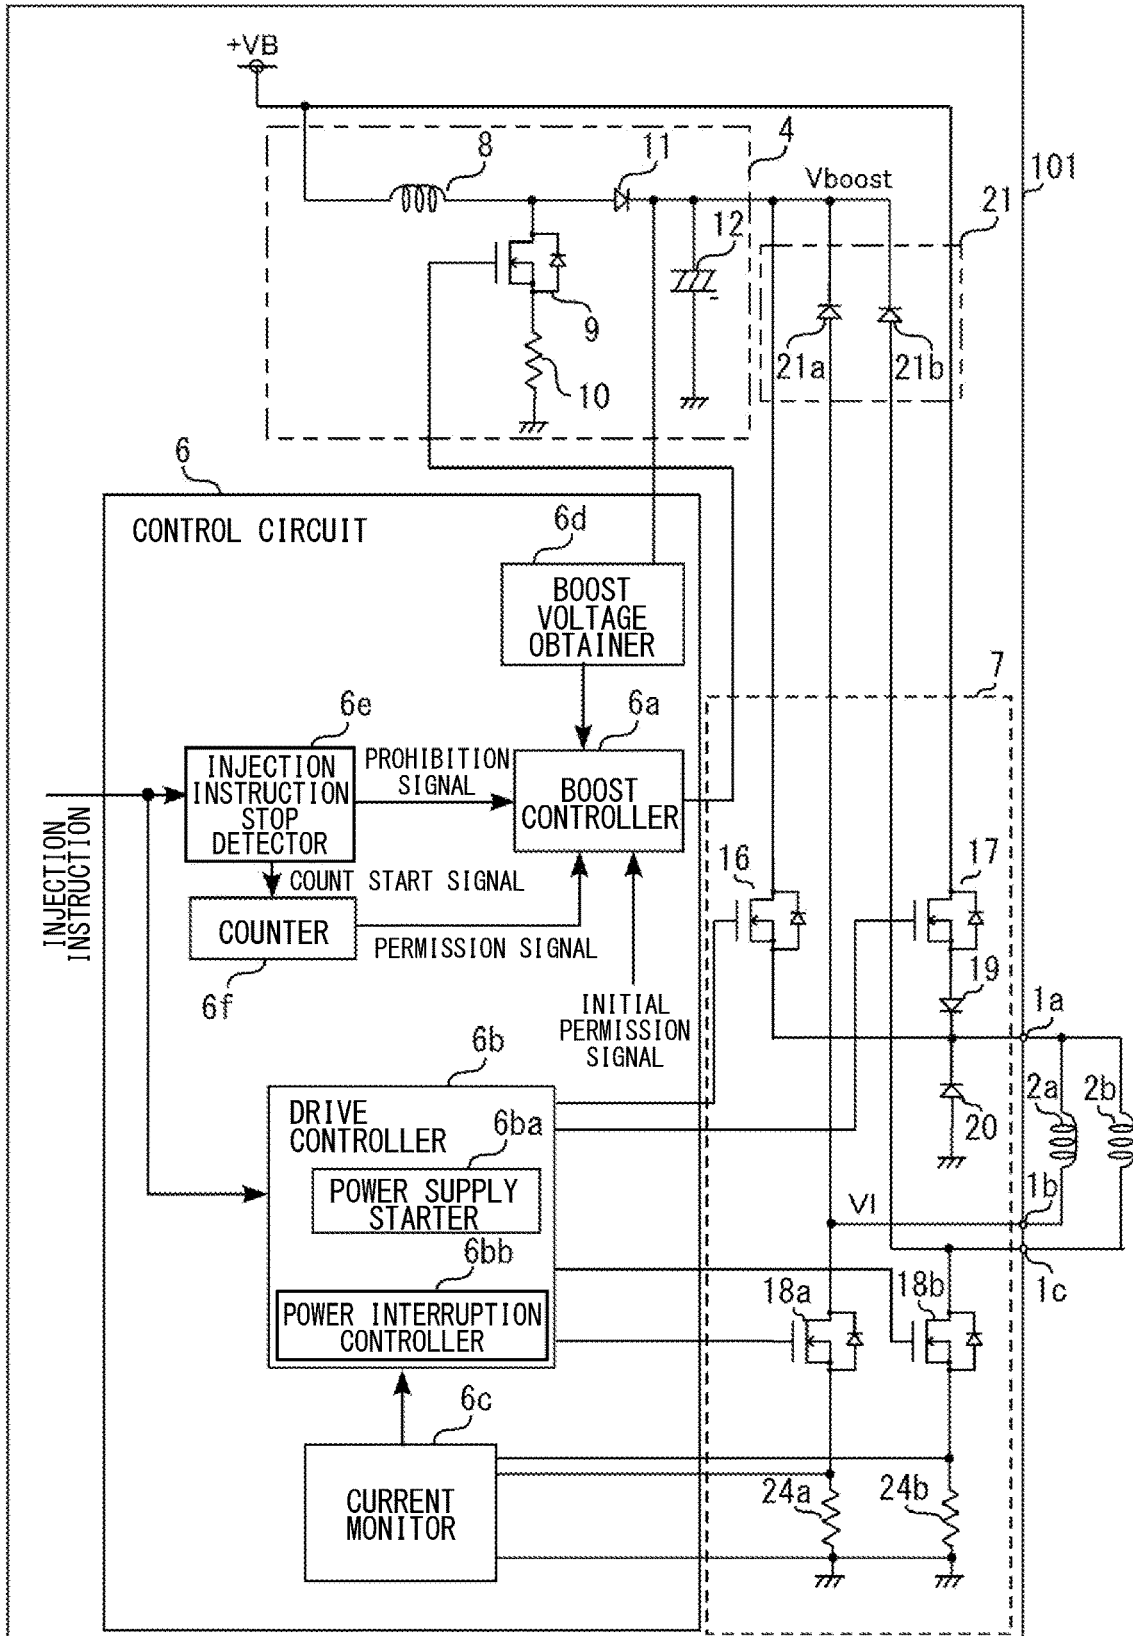 +VB
4
8
11
101
Vboost
21
12
9
21a
21b
10
6
CONTROL CIRCUIT
6d
BOOST
VOLTAGE
OBTAINER
7
6e
6a
PROHIBITION
SIGNAL
INJECTION
INSTRUCTION
STOP
DETECTOR
BOOST
CONTROLLER
INJECTION
INSTRUCTION
16
17
COUNT START SIGNAL
COUNTER
PERMISSION SIGNAL
6f
19
1a
INITIAL
PERMISSION
SIGNAL
6b
2a
2b
DRIVE
CONTROLLER
6ba
20
POWER SUPPLY
STARTER
VI
1b
6bb
18a
18b
1c
POWER INTERRUPTION
CONTROLLER
6c
24a
24b
CURRENT
MONITOR